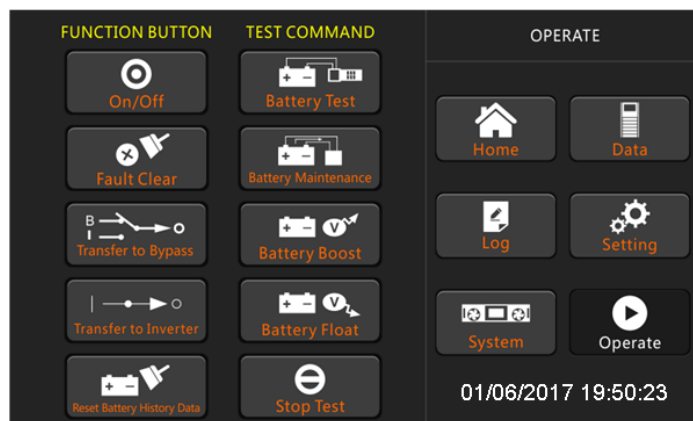 FUNCTION BUTTON
TEST COMMAND
OPERATE
On/Off
Battery Test
Fault Clear
Battery Maintenance
B
I
Transfer to Bypass
Battery Boost
Transfer to Inverter
Battery Float
Reset Battery History Data
Stop Test
V
V
Home
Data
Log
Setting
System
Operate
01/06/2017 19:50:23